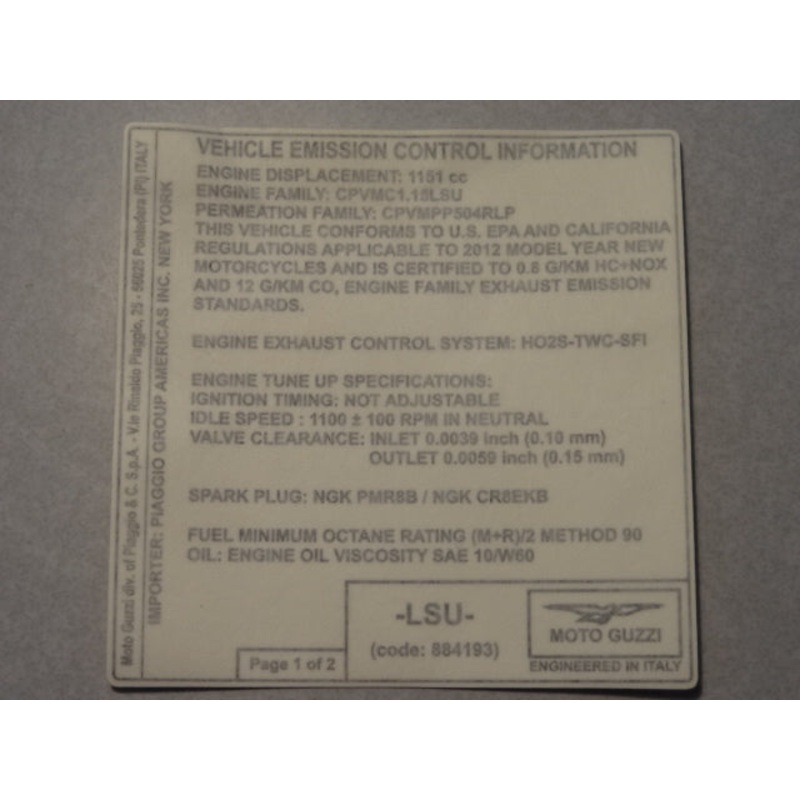 Moto Guzzi div. of Piaggio & C. S.p.A. - V.le Rinaldo Piaggio, 25 - 56025 Pontedera (PI) ITALY
IMPORTER: PIAGGIO GROUP AMERICAS INC. NEW YORK
VEHICLE EMISSION CONTROL INFORMATION
ENGINE DISPLACEMENT: 1151 cc
ENGINE FAMILY: CPVMC1.15LSU
PERMEATION FAMILY: CPVMPP504RLP
THIS VEHICLE CONFORMS TO U.S. EPA AND CALIFORNIA
REGULATIONS APPLICABLE TO 2012 MODEL YEAR NEW
MOTORCYCLES AND IS CERTIFIED TO 0.8 G/KM HC+NOX
AND 12 G/KM CO, ENGINE FAMILY EXHAUST EMISSION
STANDARDS.
ENGINE EXHAUST CONTROL SYSTEM: HO2S-TWC-SFI
ENGINE TUNE UP SPECIFICATIONS:
IGNITION TIMING: NOT ADJUSTABLE
IDLE SPEED : 1100 ± 100 RPM IN NEUTRAL
VALVE CLEARANCE: INLET 0.0039 inch (0.10 mm)
OUTLET 0.0059 inch (0.15 mm)
SPARK PLUG: NGK PMR8B / NGK CR8EKB
FUEL MINIMUM OCTANE RATING (M+R)/2 METHOD 90
OIL: ENGINE OIL VISCOSITY SAE 10/W60
Page 1 of 2
-LSU-
(code: 884193)
MOTO GUZZI
ENGINEERED IN ITALY